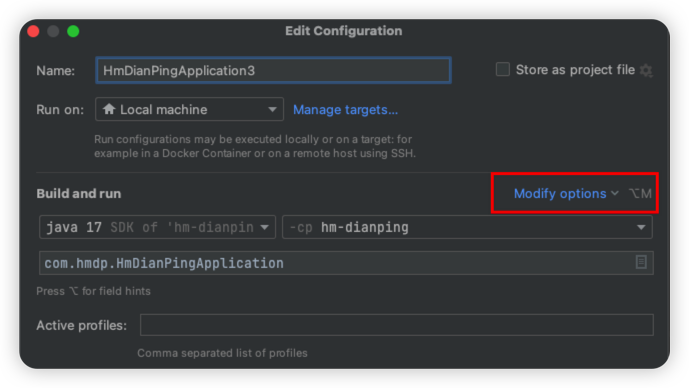 Edit Configuration
Name: HmDianPingApplication3 Store as project file
Run on: Local machine Manage targets...
Run configurations may be executed locally or on a target: for
example in a Docker Container or on a remote host using SSH.
Build and run Modify options ⌥M
java 17 SDK of 'hm-dianpin -cp hm-dianping
com.hmdp.HmDianPingApplication
Press ⌥ for field hints
Active profiles:
Comma separated list of profiles